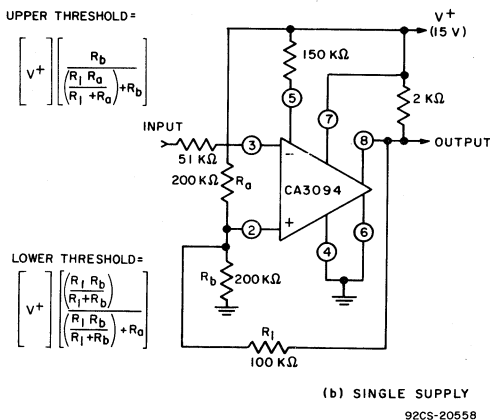 UPPER THRESHOLD=
[V+] [Rb / ((R1 Ra / R1 +Ra) +Rb)]
V+
(15 V)
150 KΩ
5
7
2 KΩ
INPUT
3
8
OUTPUT
51 KΩ
−
200 KΩ Ra
CA3094
2
+
6
4
LOWER THRESHOLD=
[V+] [(R1 Rb / R1+Rb) / ((R1 Rb / R1+Rb) +Ra)]
Rb 200 KΩ
R1
100 KΩ
(b) SINGLE SUPPLY
92CS-20558